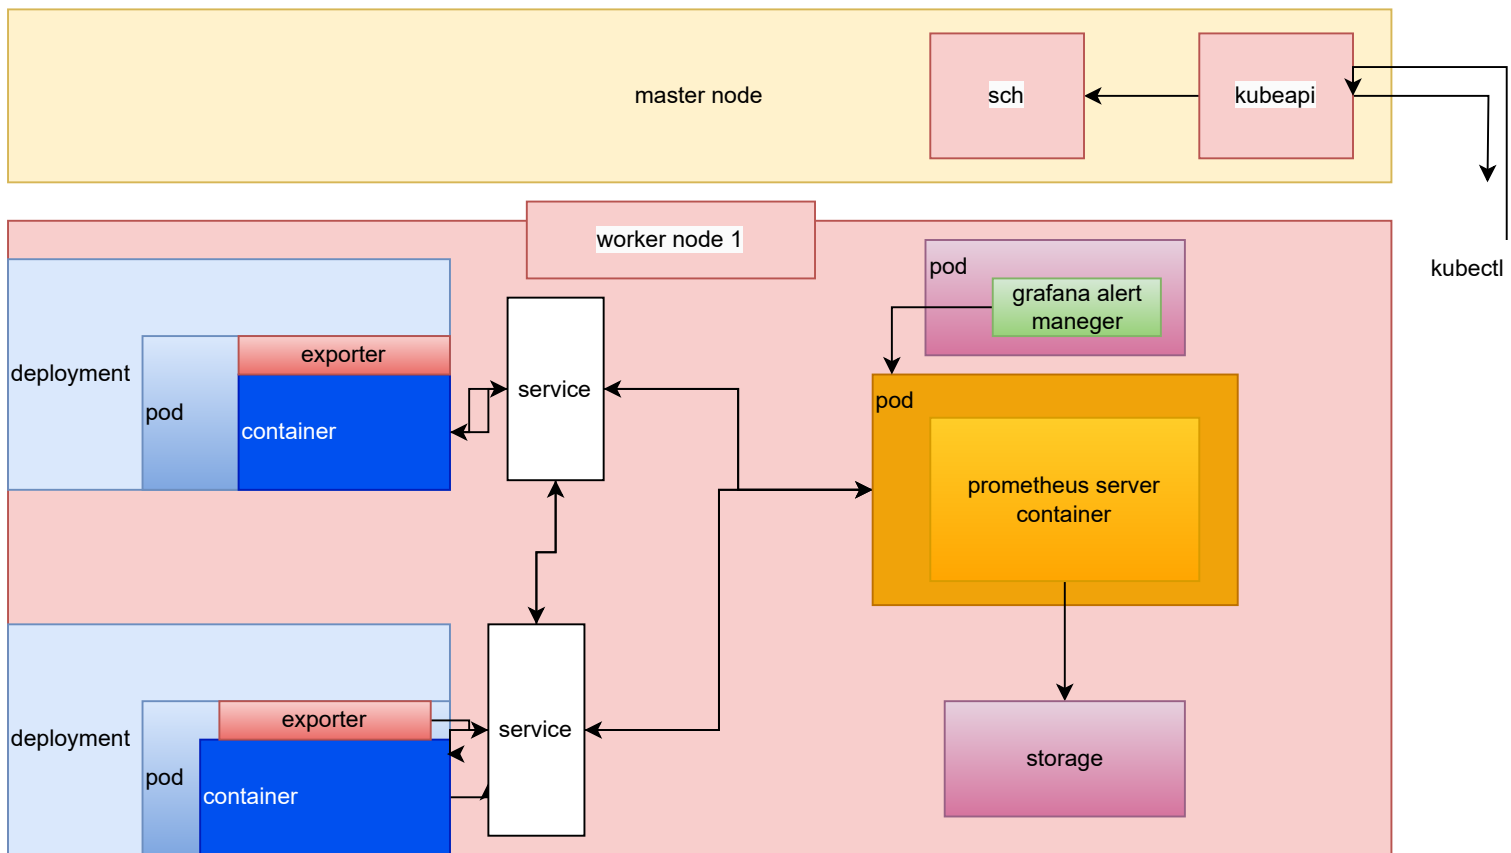 master node
sch
kubeapi
worker node 1
kubectl
pod
grafana alert
maneger
deployment
exporter
pod
container
service
pod
prometheus server
container
deployment
exporter
pod
container
service
storage